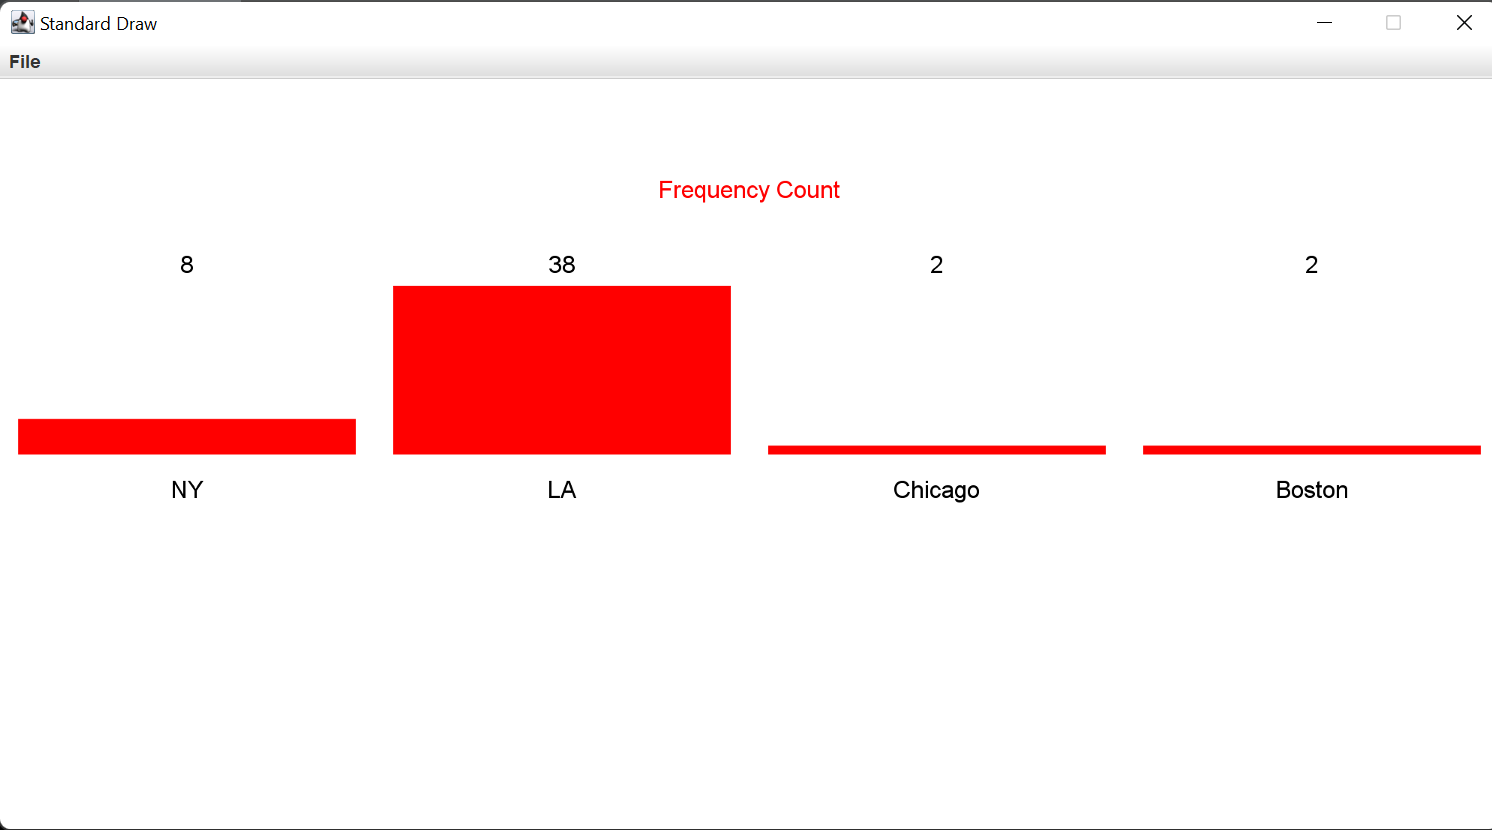 Standard Draw
File
Frequency Count
8 38 2 2
NY LA Chicago Boston